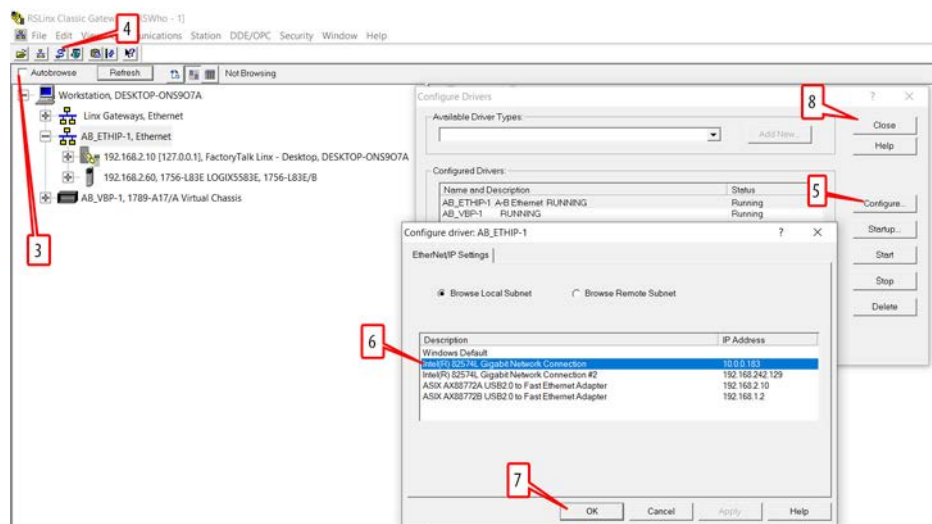 RSLinx Classic Gatew RSWho - 1]
File Edit Vie unications Station DDE/OPC Security Window Help
4
Autobrowse Refresh Not Browsing
Workstation, DESKTOP-ONS9O7A
Linx Gateways, Ethernet
AB_ETHIP-1, Ethernet
192.168.2.10 [127.0.0.1], FactoryTalk Linx - Desktop, DESKTOP-ONS9O7A
192.168.2.60, 1756-L83E LOGIX5583E, 1756-L83E/B
AB_VBP-1, 1789-A17/A Virtual Chassis
3
Configure Drivers ? ×
8
Available Driver Types:
Add New...
Close
Help
Configured Drivers:
Name and Description Status
AB_ETHIP-1 A-B Ethernet RUNNING Running
AB_VBP-1 RUNNING Running
5
Configure...
Startup...
Start
Stop
Delete
Configure driver: AB_ETHIP-1 ? ×
EtherNet/IP Settings
Browse Local Subnet Browse Remote Subnet
6
Description IP Address
Windows Default
Intel(R) 82574L Gigabit Network Connection 10.0.0.183
Intel(R) 82574L Gigabit Network Connection #2 192.168.242.129
ASIX AX88772A USB2.0 to Fast Ethernet Adapter 192.168.2.10
ASIX AX88772B USB2.0 to Fast Ethernet Adapter 192.168.1.2
7
OK Cancel Apply Help